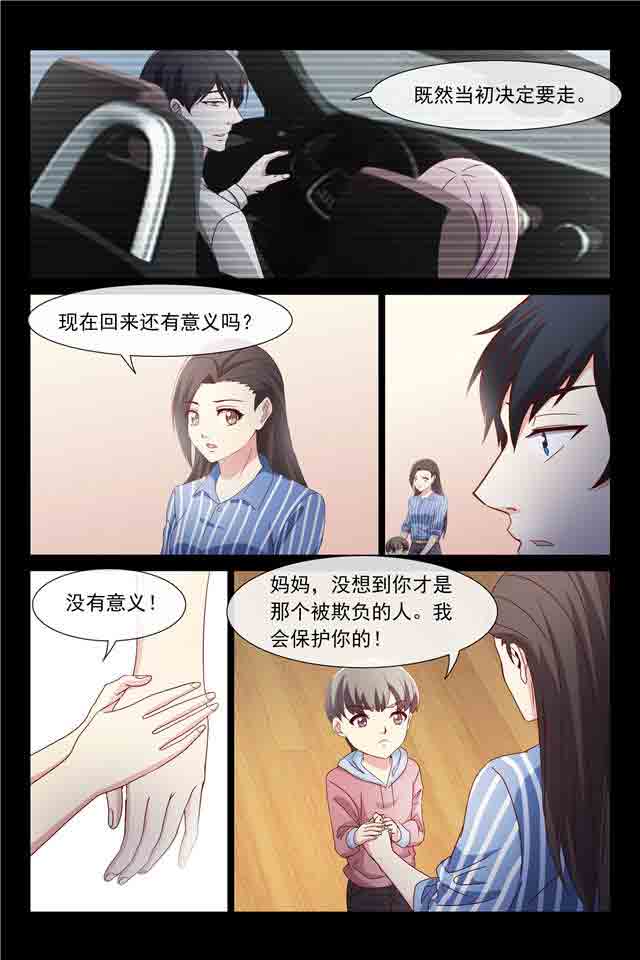 既然当初决定要走。
现在回来还有意义吗？
没有意义！
妈妈，没想到你才是
那个被欺负的人。我
会保护你的！